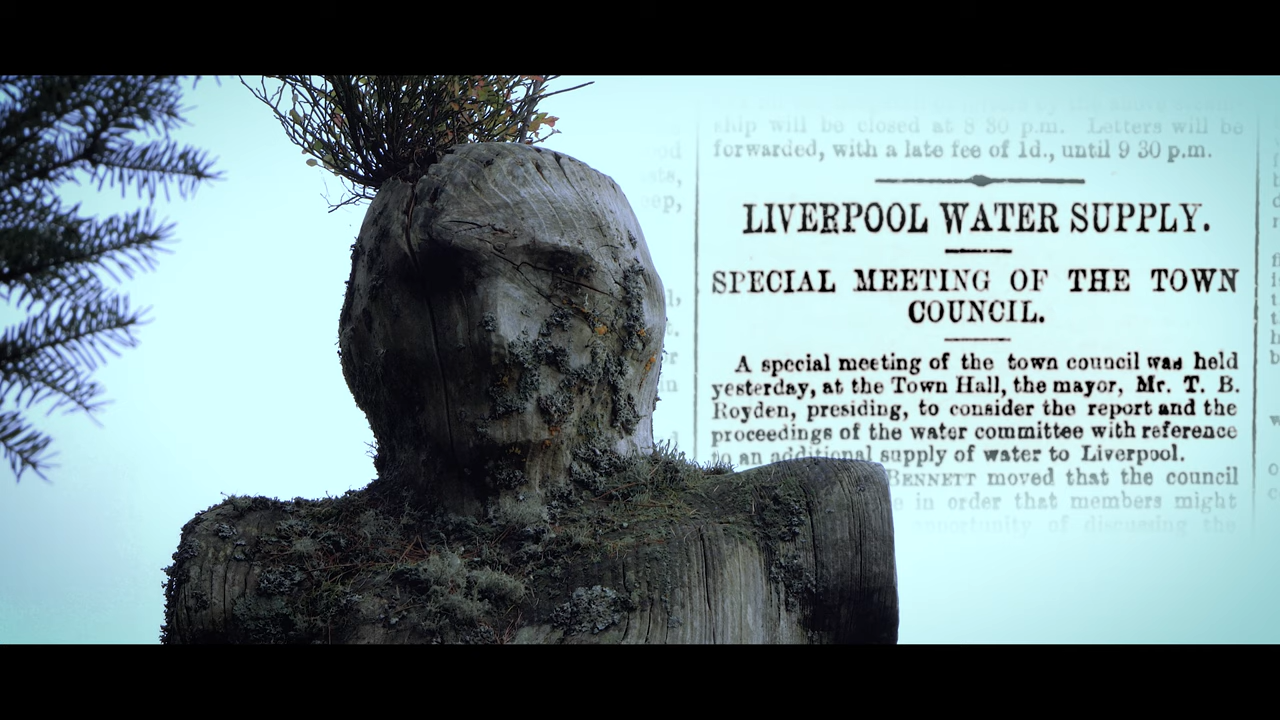 ship will be closed at 8 30 p.m. Letters will be
forwarded, with a late fee of 1d., until 9 30 p.m.
LIVERPOOL WATER SUPPLY.
SPECIAL MEETING OF THE TOWN
COUNCIL.
A special meeting of the town council was held
yesterday, at the Town Hall, the mayor, Mr. T. B.
Royden, presiding, to consider the report and the
proceedings of the water committee with reference
to an additional supply of water to Liverpool.
BENNETT moved that the council
in order that members might
opportunity of discussing the